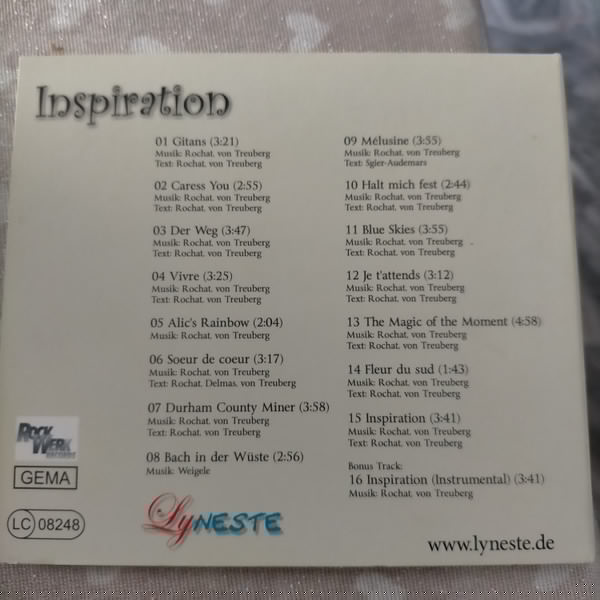 Inspiration
01 Gitans (3:21)
Musik: Rochat, von Treuberg
Text: Rochat, von Treuberg
02 Caress You (2:55)
Musik: Rochat, von Treuberg
Text: Rochat, von Treuberg
03 Der Weg (3:47)
Musik: Rochat, von Treuberg
Text: Rochat, von Treuberg
04 Vivre (3:25)
Musik: Rochat, von Treuberg
Text: Rochat, von Treuberg
05 Alic's Rainbow (2:04)
Musik: Rochat, von Treuberg
06 Soeur de coeur (3:17)
Musik: Rochat, von Treuberg
Text: Rochat, Delmas, von Treuberg
07 Durham County Miner (3:58)
Musik: Rochat, von Treuberg
Text: Rochat, von Treuberg
08 Bach in der Wüste (2:56)
Musik: Weigele
09 Mélusine (3:55)
Musik: Rochat, von Treuberg
Text: Sgier-Audemars
10 Halt mich fest (2:44)
Musik: Rochat, von Treuberg
Text: Rochat, von Treuberg
11 Blue Skies (3:55)
Musik: Rochat, von Treuberg
Text: Rochat, von Treuberg
12 Je t'attends (3:12)
Musik: Rochat, von Treuberg
Text: Rochat, von Treuberg
13 The Magic of the Moment (4:58)
Musik: Rochat, von Treuberg
Text: Rochat, von Treuberg
14 Fleur du sud (1:43)
Musik: Rochat, von Treuberg
Text: Rochat, von Treuberg
15 Inspiration (3:41)
Musik: Rochat, von Treuberg
Text: Rochat, von Treuberg
Bonus Track:
16 Inspiration (Instrumental) (3:41)
Musik: Rochat, von Treuberg
ROCK
WERK
RECORDS
GEMA
LC 08248
LyNESTE
www.lyneste.de